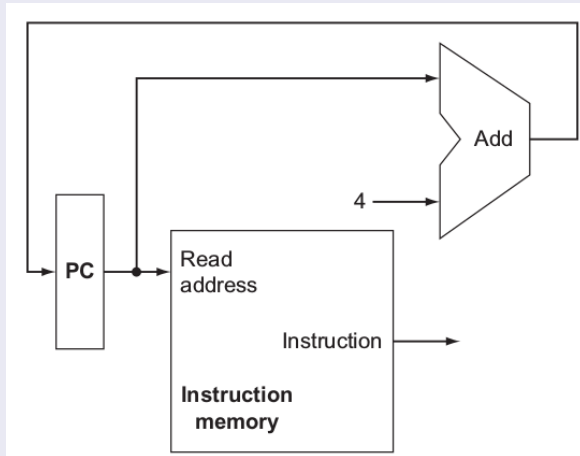 Add
4
PC
Read
address
Instruction
Instruction
memory